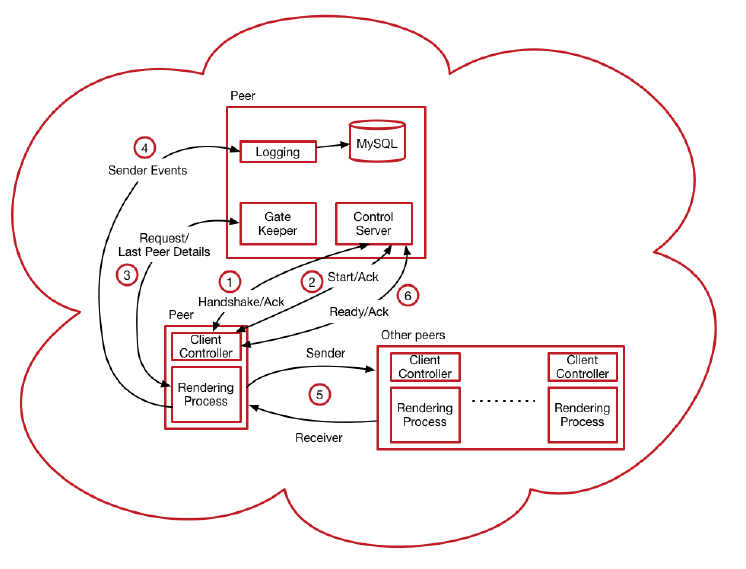 Peer
4
Logging
MySQL
Sender Events
Gate
Keeper
Control
Server
Request/
Last Peer Details
3
1
2
Start/Ack
Handshake/Ack
6
Ready/Ack
Peer
Client
Controller
Rendering
Process
Sender
5
Receiver
Other peers
Client
Controller
Client
Controller
Rendering
Process
Rendering
Process